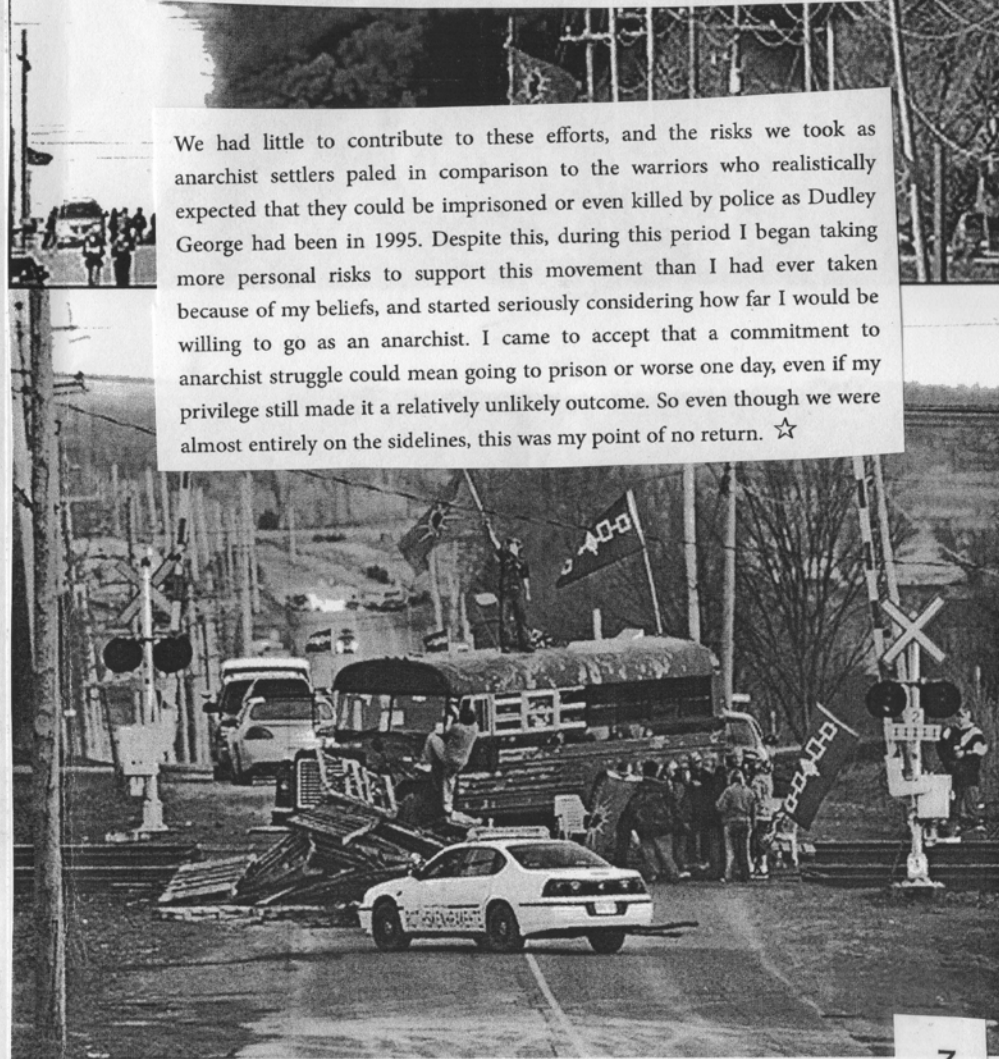 We had little to contribute to these efforts, and the risks we took as
anarchist settlers paled in comparison to the warriors who realistically
expected that they could be imprisoned or even killed by police as Dudley
George had been in 1995. Despite this, during this period I began taking
more personal risks to support this movement than I had ever taken
because of my beliefs, and started seriously considering how far I would be
willing to go as an anarchist. I came to accept that a commitment to
anarchist struggle could mean going to prison or worse one day, even if my
privilege still made it a relatively unlikely outcome. So even though we were
almost entirely on the sidelines, this was my point of no return. ☆
2